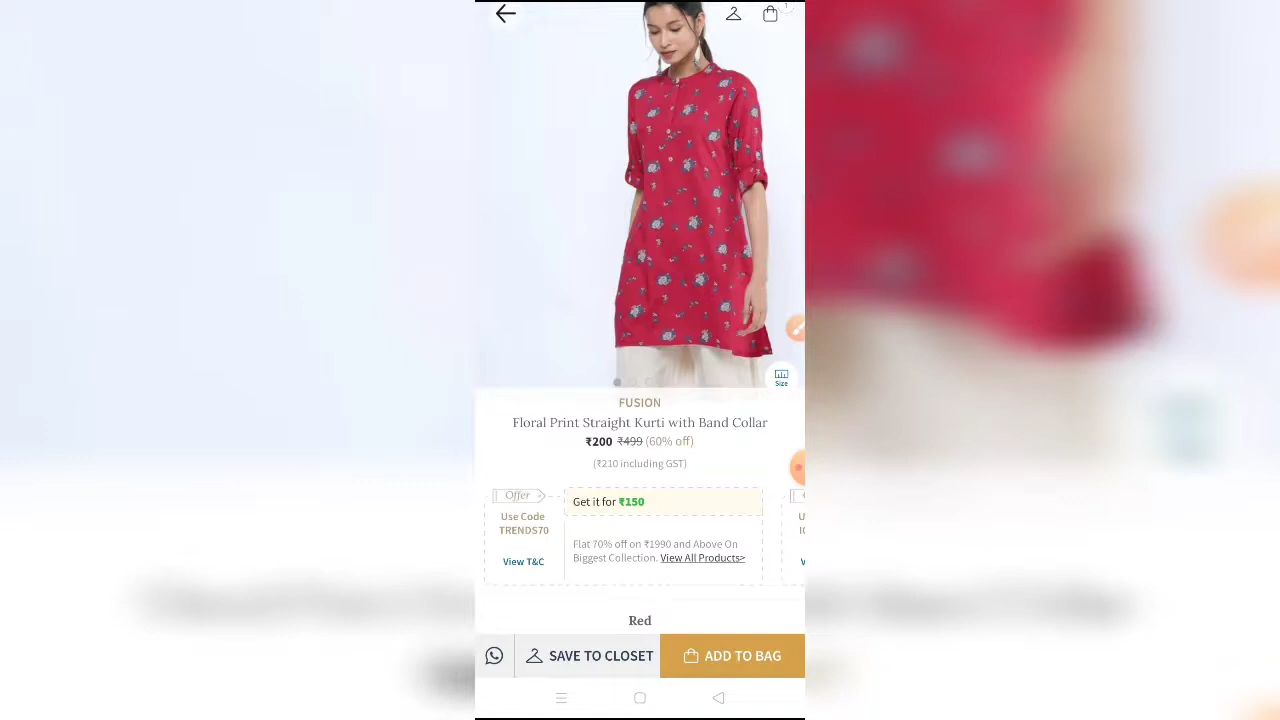 1
Size
FUSION
Floral Print Straight Kurti with Band Collar
₹200 ₹499 (60% off)
(₹210 including GST)
Offer
Get it for ₹150
Use Code
TRENDS70
Flat 70% off on ₹1990 and Above On
Biggest Collection. View All Products>
View T&C
Red
SAVE TO CLOSET
ADD TO BAG